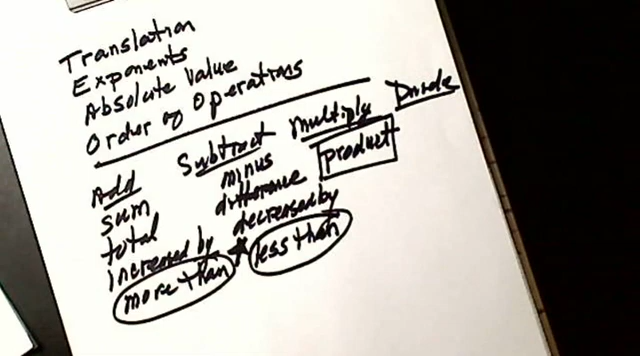 Translation
Exponents
Absolute Value
Order of Operations
Add Subtract Multiply Divide
sum minus product
total difference
increased by decreased by
more than less than